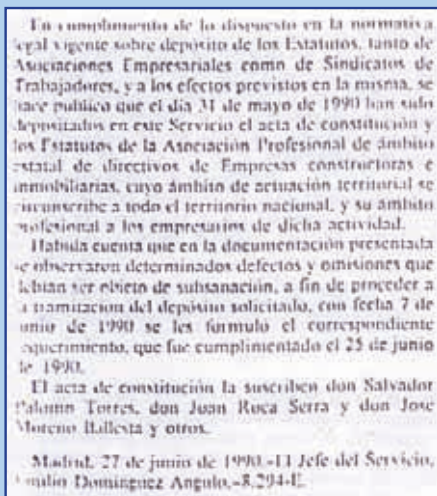 En cumplimiento de lo dispuesto en la normativa
legal vigente sobre depósito de los Estatutos, tanto de
Asociaciones Empresariales como de Sindicatos de
Trabajadores, y a los efectos previstos en la misma, se
hace público que el día 31 de mayo de 1990 han sido
depositados en este Servicio el acta de constitución y
los Estatutos de la Asociación Profesional de ámbito
estatal de directivos de Empresas constructoras e
inmobiliarias, cuyo ámbito de actuación territorial se
circunscribe a todo el territorio nacional, y su ámbito
profesional a los empresarios de dicha actividad.
Habida cuenta que en la documentación presentada
se observaron determinados defectos y omisiones que
debían ser objeto de subsanación, a fin de proceder a
la tramitación del depósito solicitado, con fecha 7 de
junio de 1990 se les formuló el correspondiente
requerimiento, que fue cumplimentado el 25 de junio
de 1990.
El acta de constitución la suscriben don Salvador
Palomo Torres, don Juan Roca Serra y don José
Moreno Ballesta y otros.
Madrid, 27 de junio de 1990.-El Jefe del Servicio,
Emilio Domínguez Angulo.-8.294-E.